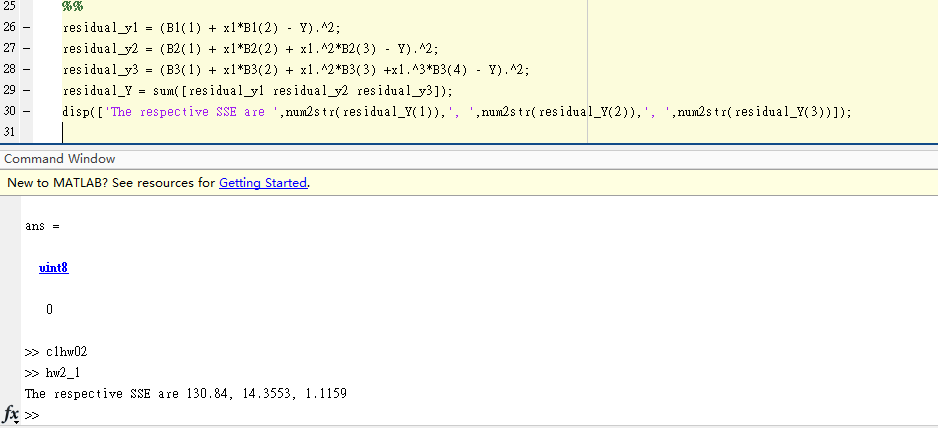 25 %%
26 – residual_y1 = (B1(1) + x1*B1(2) - Y).^2;
27 – residual_y2 = (B2(1) + x1*B2(2) + x1.^2*B2(3) - Y).^2;
28 – residual_y3 = (B3(1) + x1*B3(2) + x1.^2*B3(3) +x1.^3*B3(4) - Y).^2;
29 – residual_Y = sum([residual_y1 residual_y2 residual_y3]);
30 – disp(['The respective SSE are ',num2str(residual_Y(1)),', ',num2str(residual_Y(2)),', ',num2str(residual_Y(3))]);
31
Command Window
New to MATLAB? See resources for Getting Started.
ans =
uint8
0
>> clhw02
>> hw2_1
The respective SSE are 130.84, 14.3553, 1.1159
fx >>